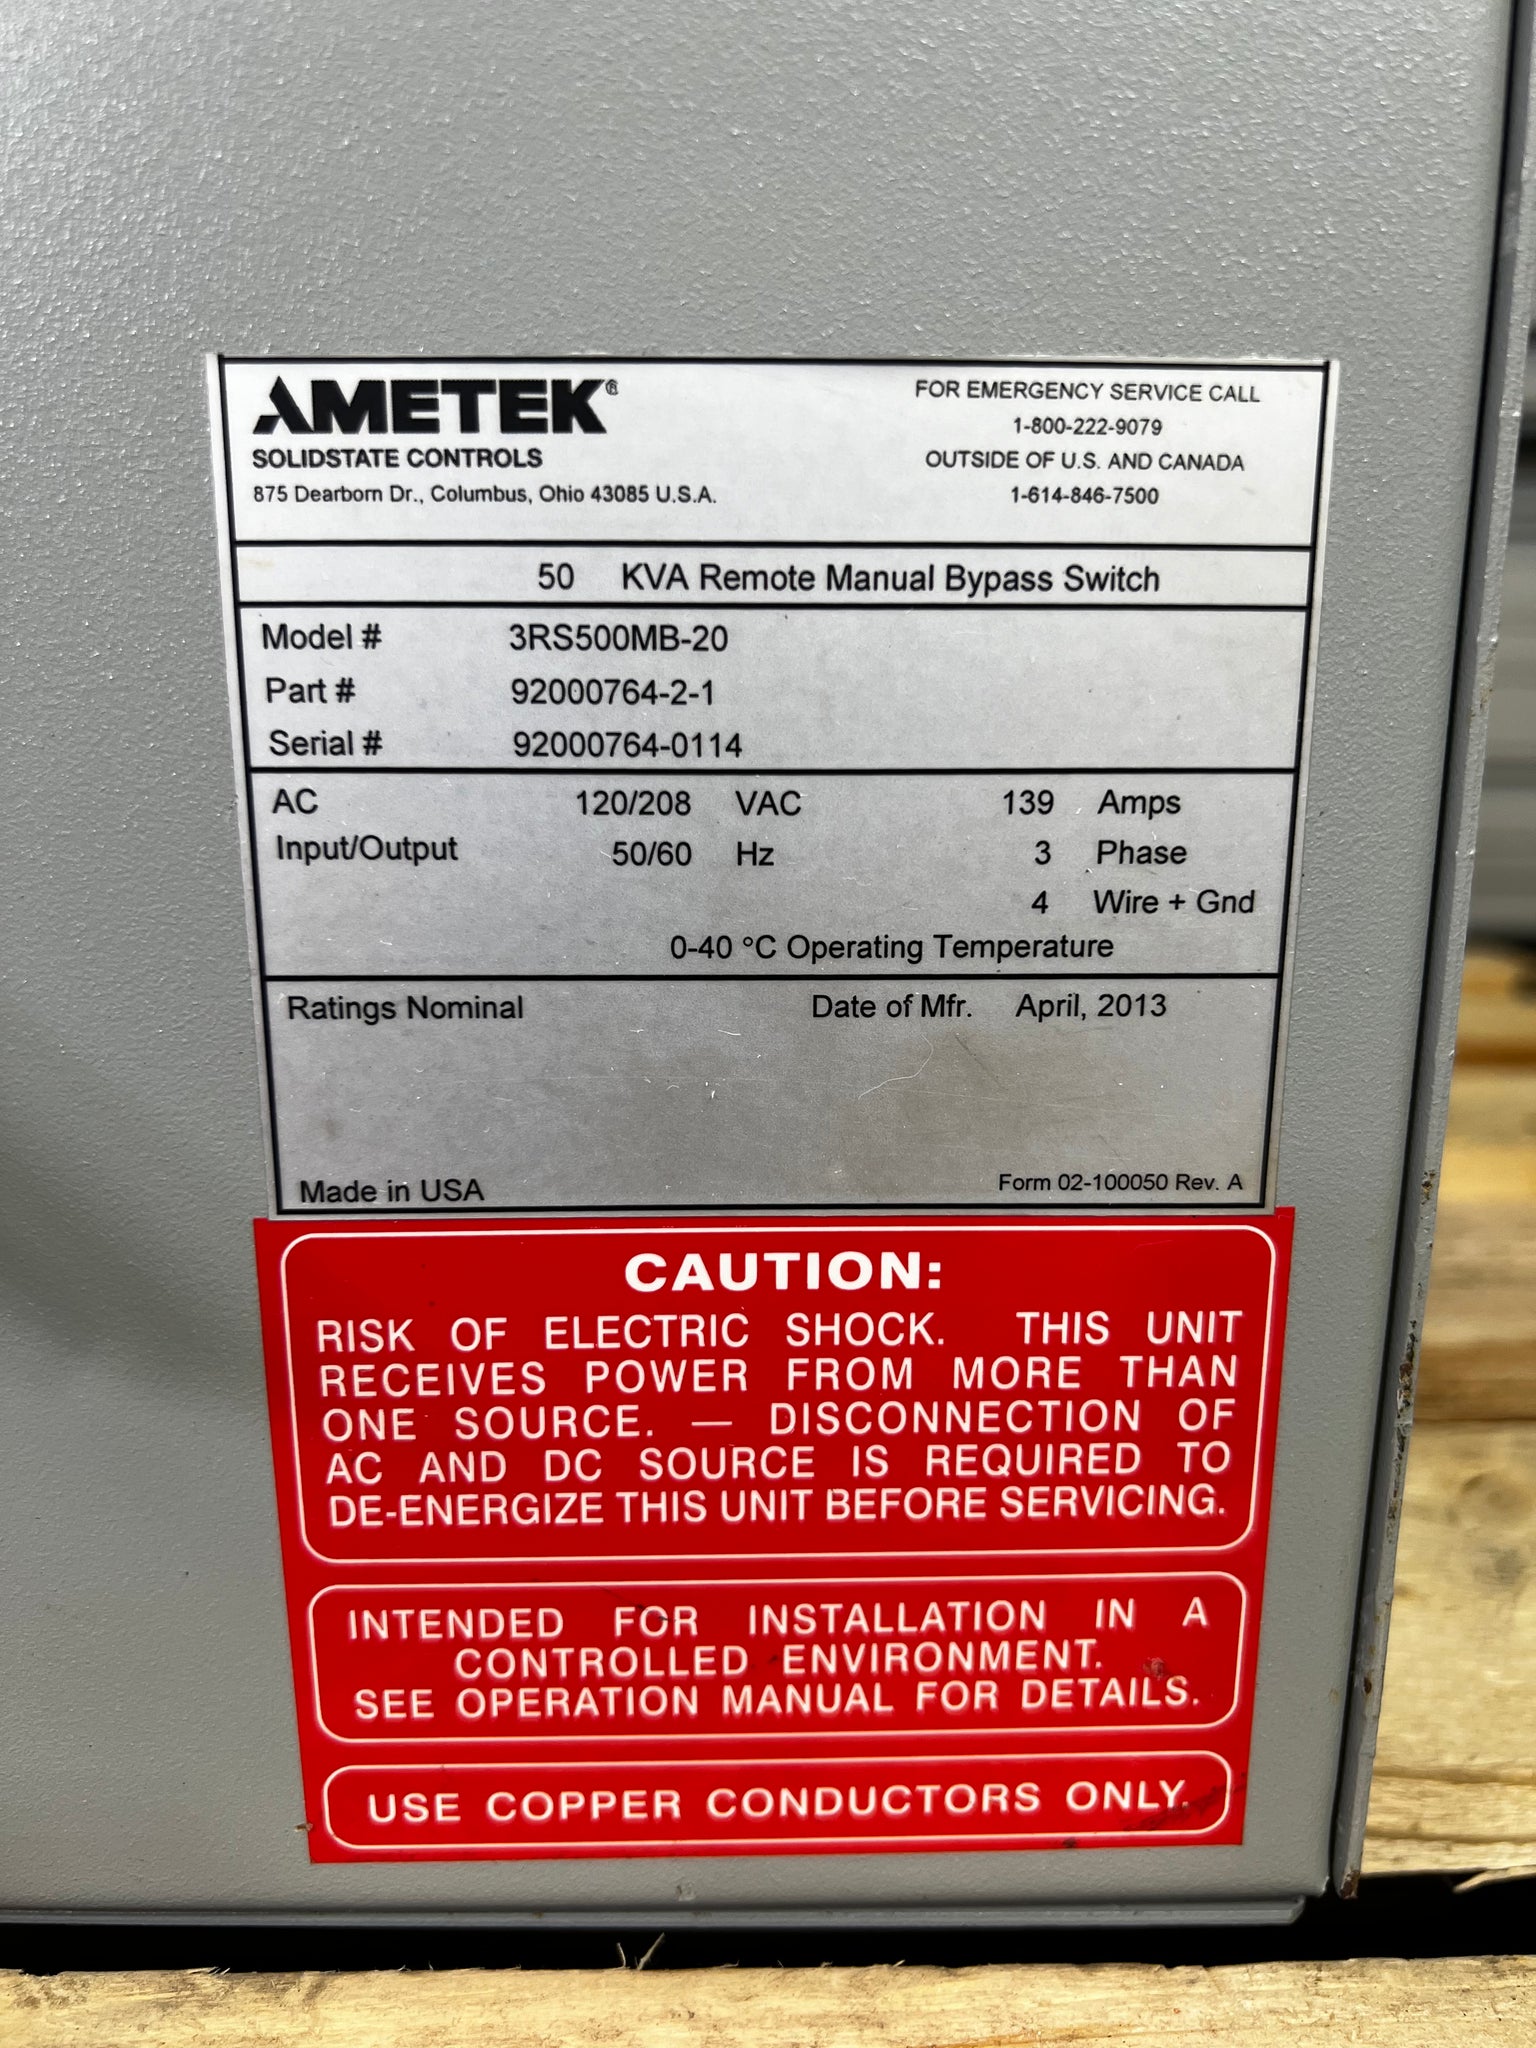 AMETEK®
SOLIDSTATE CONTROLS
875 Dearborn Dr., Columbus, Ohio 43085 U.S.A.
FOR EMERGENCY SERVICE CALL
1-800-222-9079
OUTSIDE OF U.S. AND CANADA
1-614-846-7500
50 KVA Remote Manual Bypass Switch
Model # 3RS500MB-20
Part # 92000764-2-1
Serial # 92000764-0114
AC 120/208 VAC 139 Amps
Input/Output 50/60 Hz 3 Phase
4 Wire + Gnd
0-40 °C Operating Temperature
Ratings Nominal Date of Mfr. April, 2013
Made in USA Form 02-100050 Rev. A
CAUTION:
RISK OF ELECTRIC SHOCK. THIS UNIT
RECEIVES POWER FROM MORE THAN
ONE SOURCE. — DISCONNECTION OF
AC AND DC SOURCE IS REQUIRED TO
DE-ENERGIZE THIS UNIT BEFORE SERVICING.
INTENDED FOR INSTALLATION IN A
CONTROLLED ENVIRONMENT.
SEE OPERATION MANUAL FOR DETAILS.
USE COPPER CONDUCTORS ONLY.